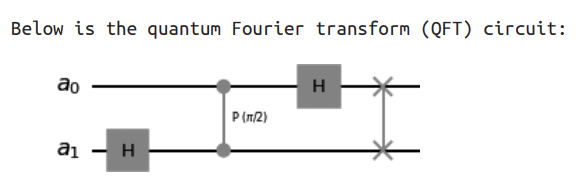 Below is the quantum Fourier transform (QFT) circuit:
a0
H
P (π/2)
a1
H